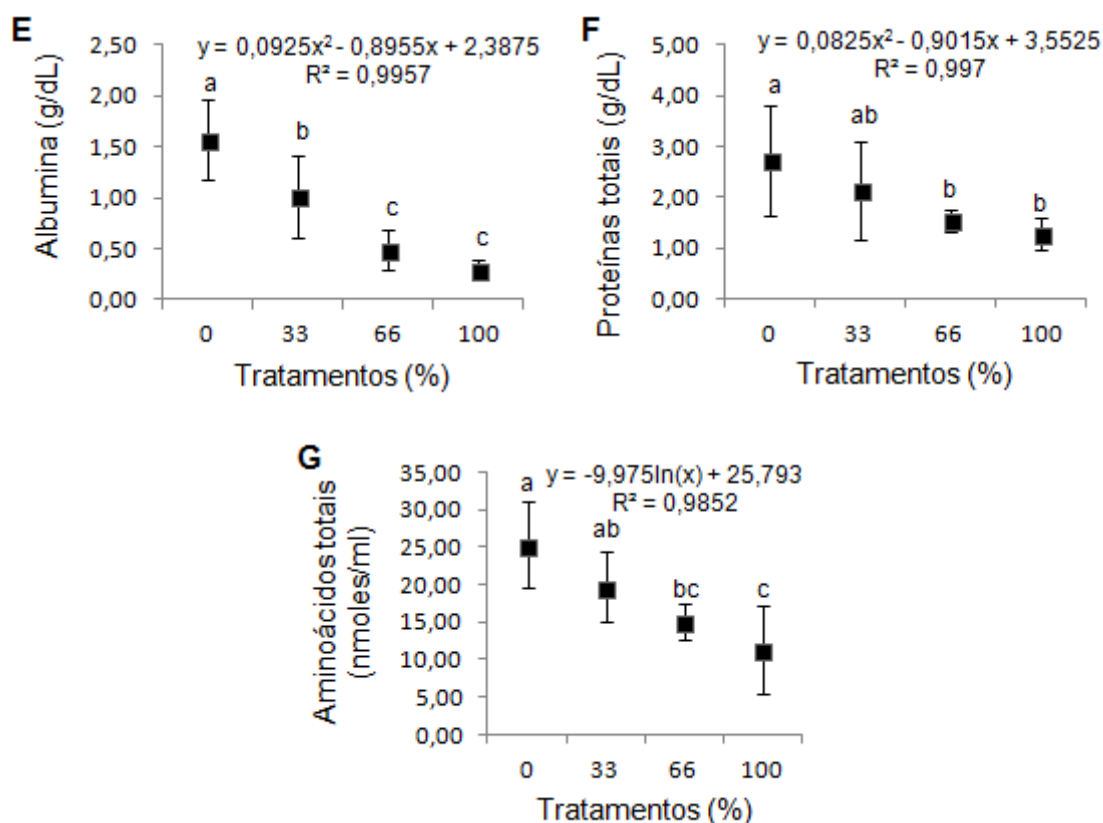 E
y = 0,0925x² - 0,8955x + 2,3875
R² = 0,9957
Albumina (g/dL)
2,50
2,00
1,50
1,00
0,50
0,00
a
b
c
c
0 33 66 100
Tratamentos (%)
F
y = 0,0825x² - 0,9015x + 3,5525
R² = 0,997
Proteínas totais (g/dL)
5,00
4,00
3,00
2,00
1,00
0,00
a
ab
b
b
0 33 66 100
Tratamentos (%)
G
y = -9,975ln(x) + 25,793
R² = 0,9852
Aminoácidos totais
(nmoles/ml)
35,00
30,00
25,00
20,00
15,00
10,00
5,00
0,00
a
ab
bc
c
0 33 66 100
Tratamentos (%)